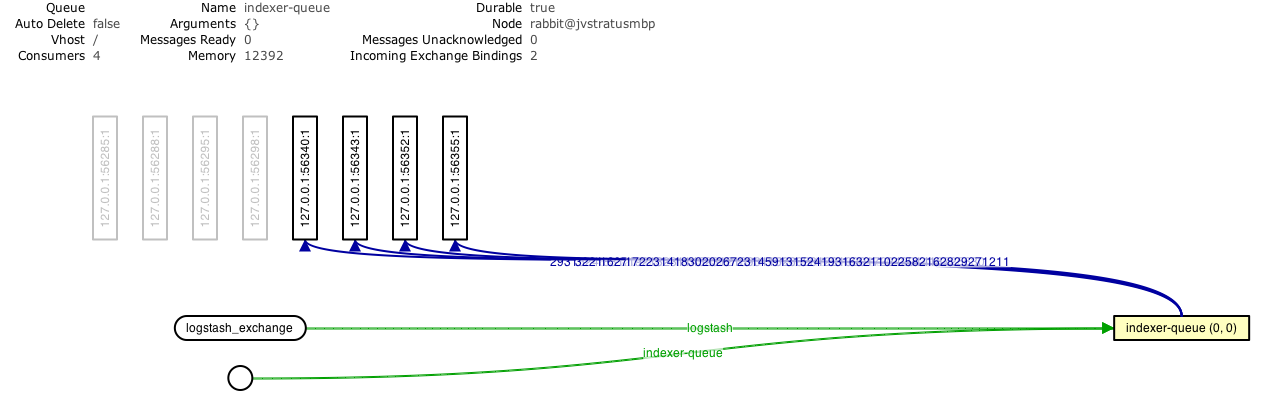 Queue Name indexer-queue Durable true
Auto Delete false Arguments {} Node rabbit@jvstratusmbp
Vhost / Messages Ready 0 Messages Unacknowledged 0
Consumers 4 Memory 12392 Incoming Exchange Bindings 2
127.0.0.1:56285:1
127.0.0.1:56288:1
127.0.0.1:56295:1
127.0.0.1:56298:1
127.0.0.1:56340:1
127.0.0.1:56343:1
127.0.0.1:56352:1
127.0.0.1:56355:1
logstash_exchange
logstash
indexer-queue (0, 0)
indexer-queue